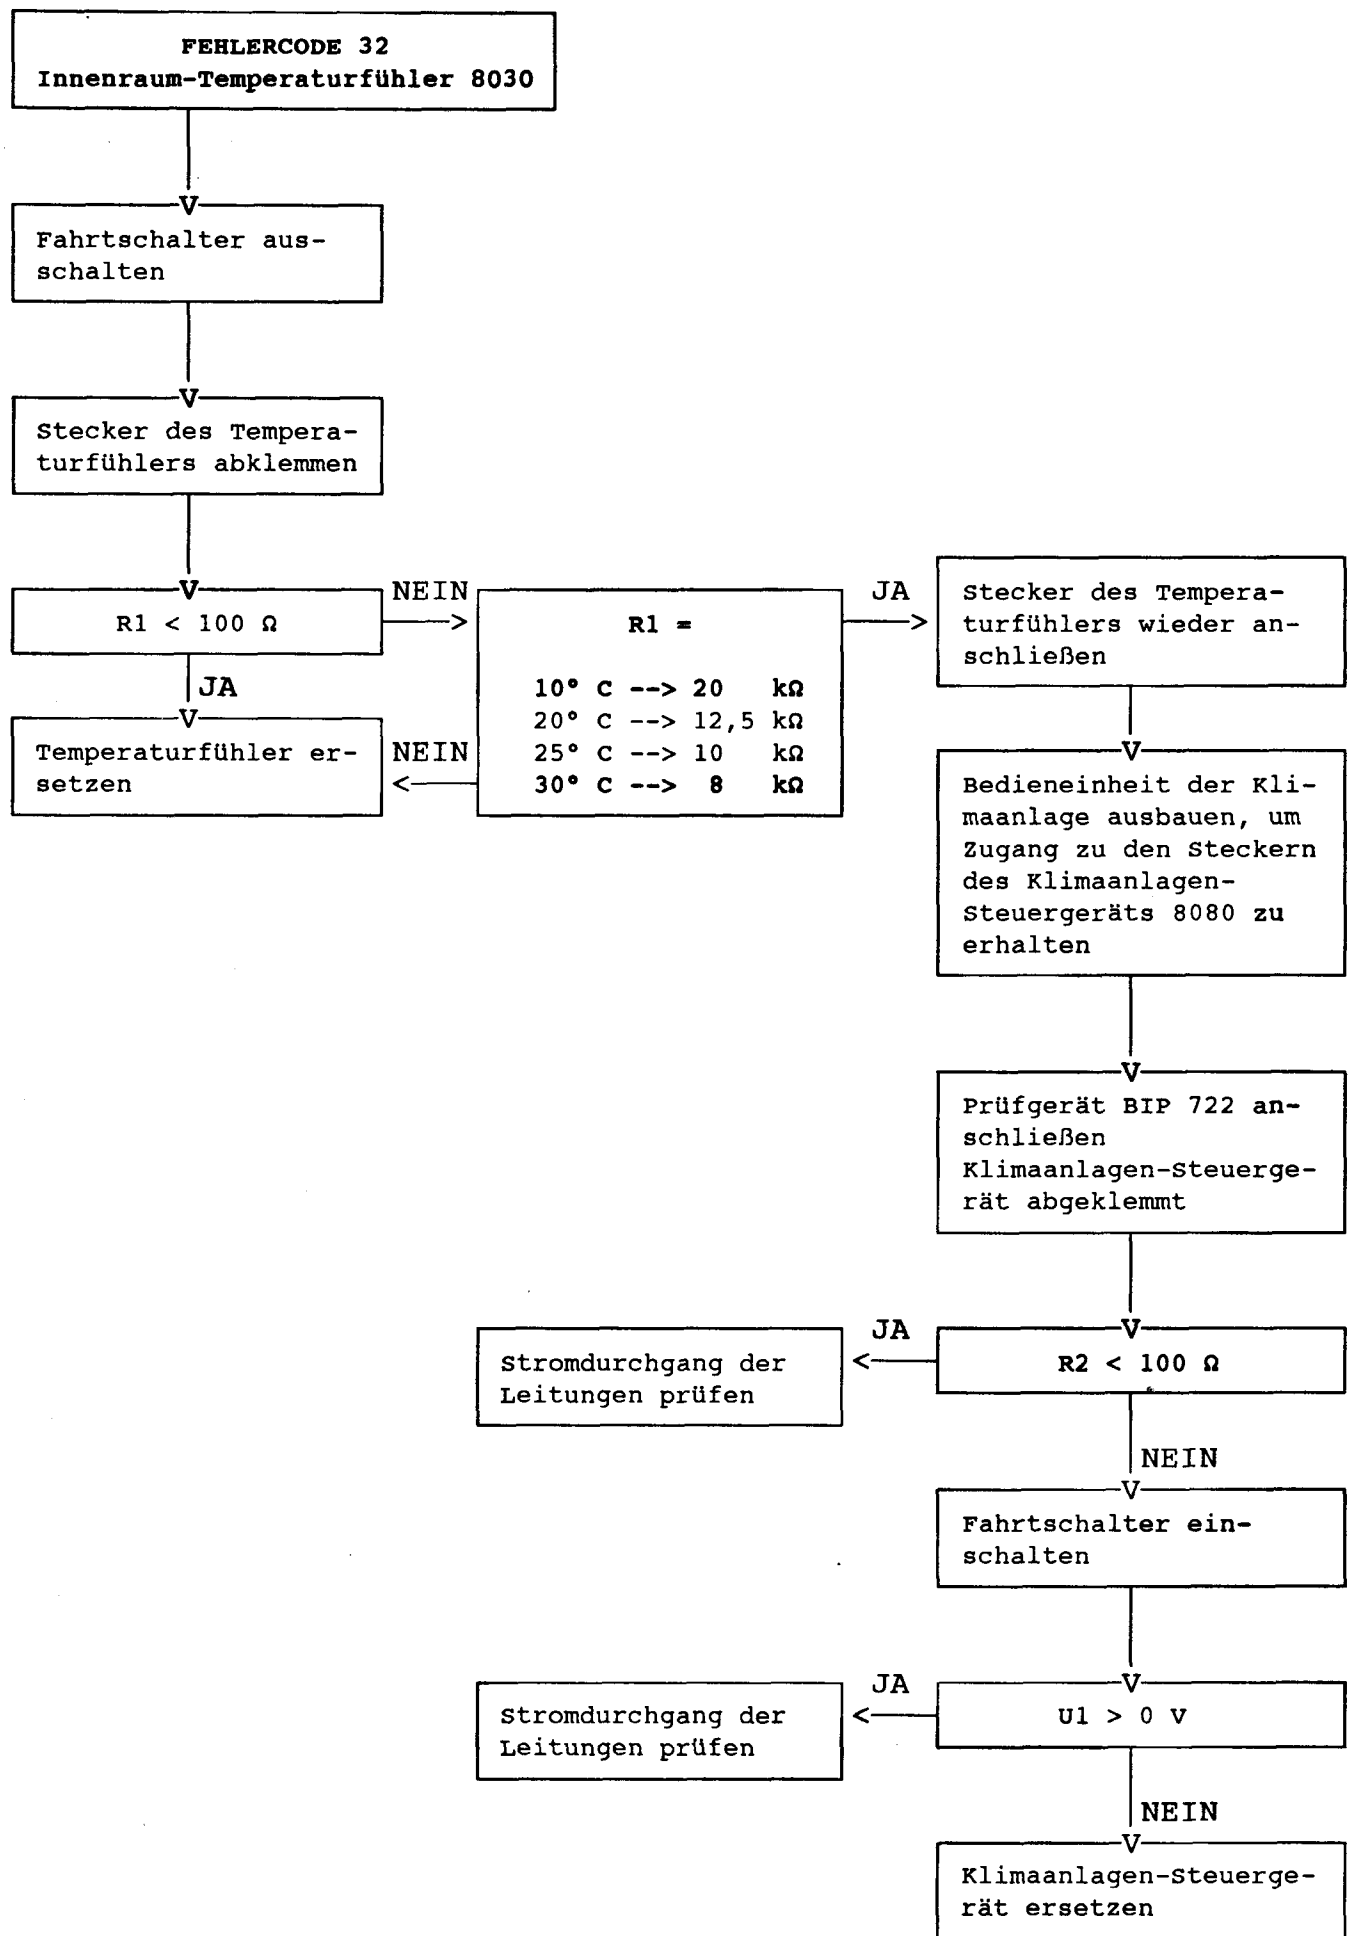 FEHLERCODE 32
Innenraum-Temperaturfühler 8030
Fahrtschalter aus-
schalten
Stecker des Tempera-
turfühlers abklemmen
R1 < 100 Ω
NEIN
JA
Temperaturfühler er-
setzen
R1 =
10° C --> 20 kΩ
20° C --> 12,5 kΩ
25° C --> 10 kΩ
30° C --> 8 kΩ
NEIN
JA
Stecker des Tempera-
turfühlers wieder an-
schließen
Bedieneinheit der Kli-
maanlage ausbauen, um
Zugang zu den Steckern
des Klimaanlagen-
Steuergeräts 8080 zu
erhalten
Prüfgerät BIP 722 an-
schließen
Klimaanlagen-Steuerge-
rät abgeklemmt
R2 < 100 Ω
JA
Stromdurchgang der
Leitungen prüfen
NEIN
Fahrtschalter ein-
schalten
U1 > 0 V
JA
Stromdurchgang der
Leitungen prüfen
NEIN
Klimaanlagen-Steuerge-
rät ersetzen